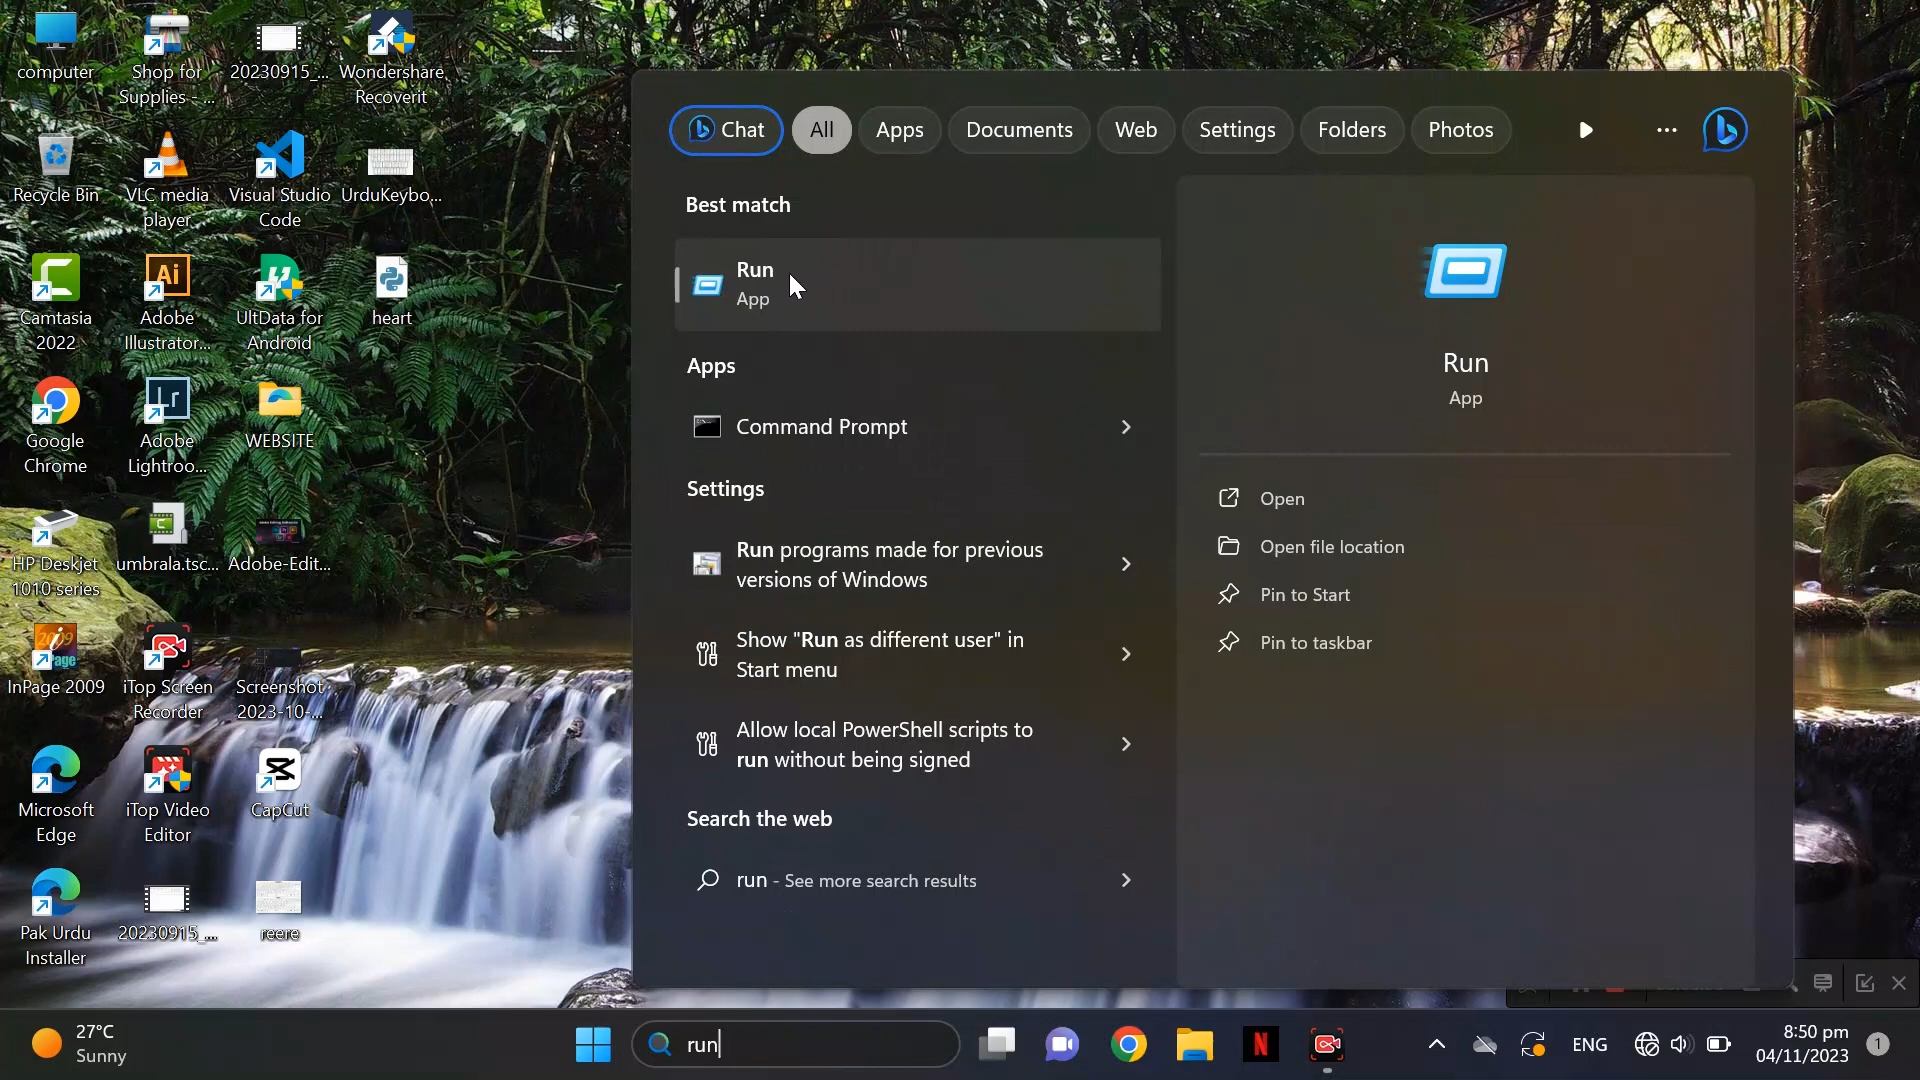 computer
Shop for
Supplies - ...
20230915_...
Wondershare
Recoverit
Recycle Bin
VLC media
player
Visual Studio
Code
UrduKeybo...
Camtasia
2022
Adobe
Illustrator...
UltData for
Android
heart
Google
Chrome
Adobe
Lightroo...
WEBSITE
HP Deskjet
1010 series
umbrala.tsc...
Adobe-Edit...
InPage 2009
iTop Screen
Recorder
Screenshot
2023-10-...
Microsoft
Edge
iTop Video
Editor
CapCut
Pak Urdu
Installer
20230915_...
reere
Chat
All
Apps
Documents
Web
Settings
Folders
Photos
Best match
Run
App
Apps
Command Prompt
Settings
Run programs made for previous
versions of Windows
Show "Run as different user" in
Start menu
Allow local PowerShell scripts to
run without being signed
Search the web
run - See more search results
Run
App
Open
Open file location
Pin to Start
Pin to taskbar
27°C
Sunny
run
ENG
8:50 pm
04/11/2023
1